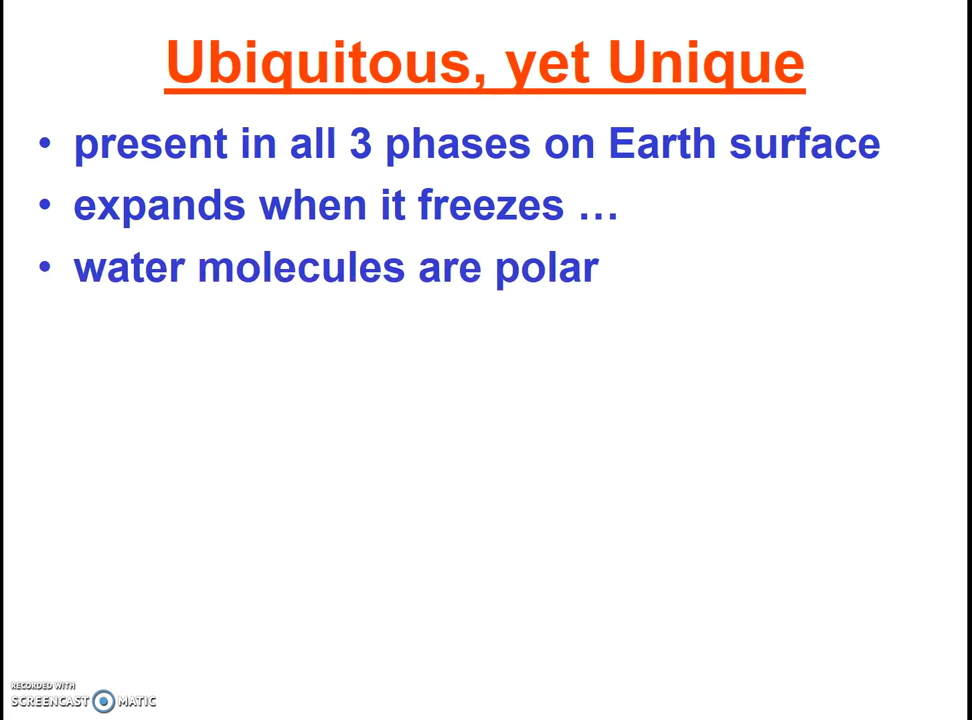 Ubiquitous, yet Unique
• present in all 3 phases on Earth surface
• expands when it freezes …
• water molecules are polar
RECORDED WITH
SCREENCAST MATIC